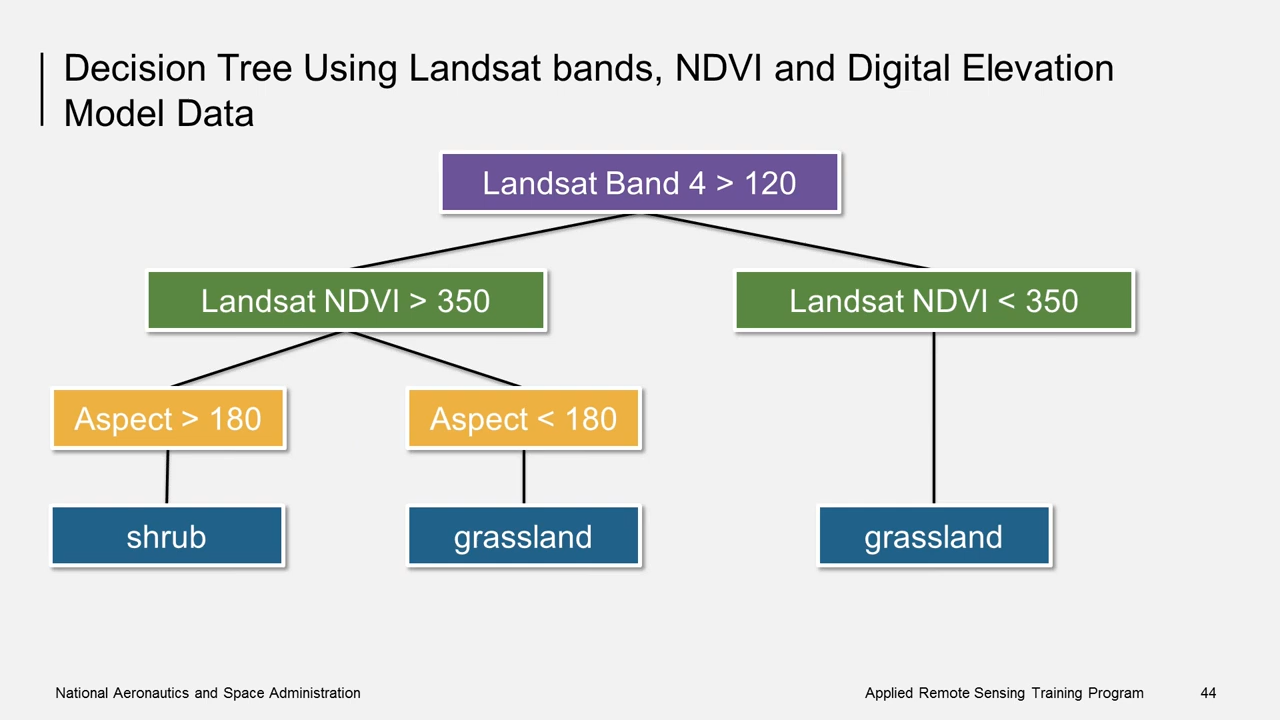 Decision Tree Using Landsat bands, NDVI and Digital Elevation
Model Data
Landsat Band 4 > 120
Landsat NDVI > 350
Landsat NDVI < 350
Aspect > 180
Aspect < 180
shrub
grassland
grassland
National Aeronautics and Space Administration
Applied Remote Sensing Training Program
44